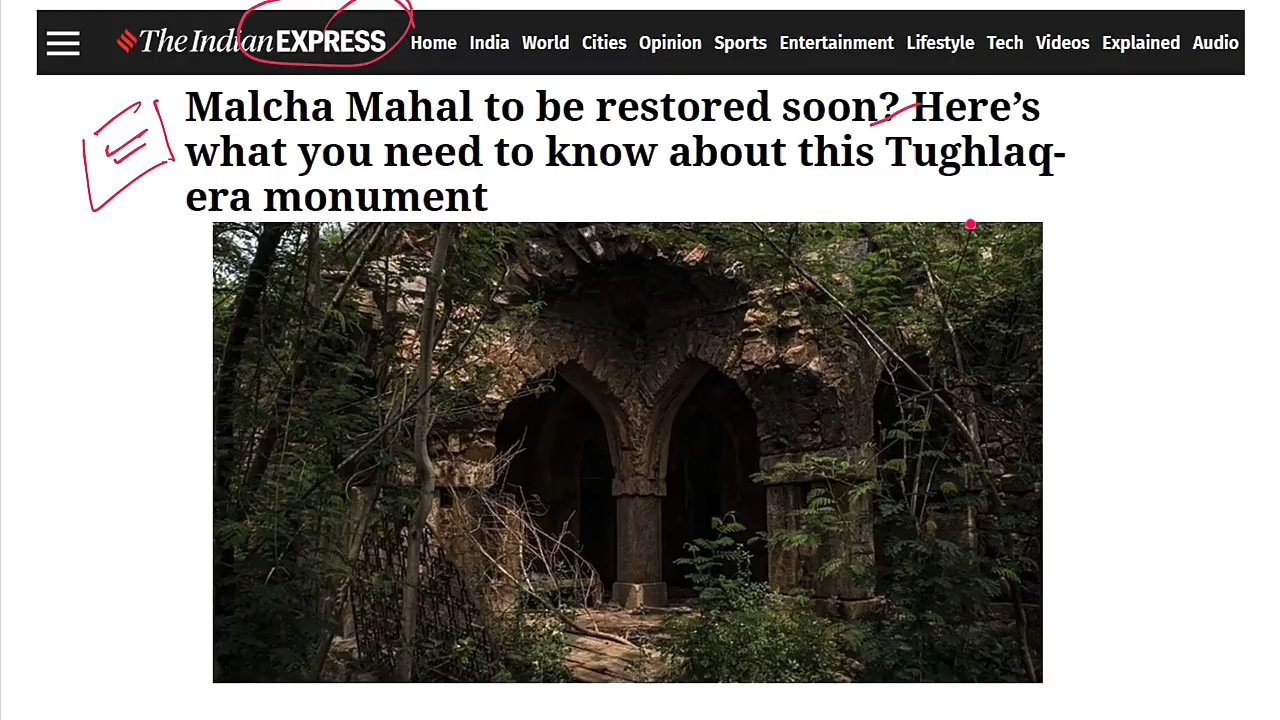 The Indian EXPRESS Home India World Cities Opinion Sports Entertainment Lifestyle Tech Videos Explained Audio
Malcha Mahal to be restored soon? Here’s
what you need to know about this Tughlaq-
era monument